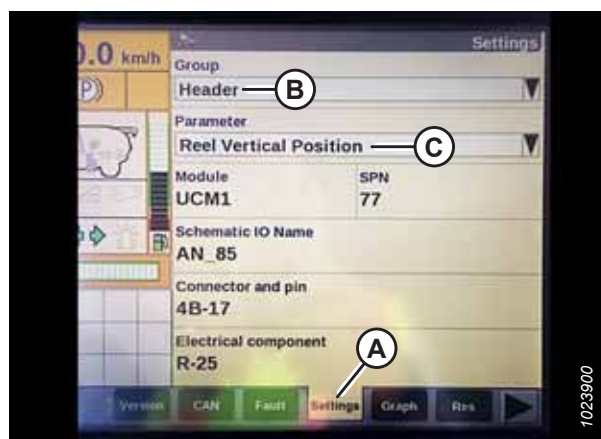 0.0 km/h
Settings
(P)
Group
Header
B
Parameter
Reel Vertical Position
C
Module SPN
UCM1 77
Schematic IO Name
AN_85
Connector and pin
4B-17
Electrical component
R-25
A
Version CAN Fault Settings Graph Res
1023900